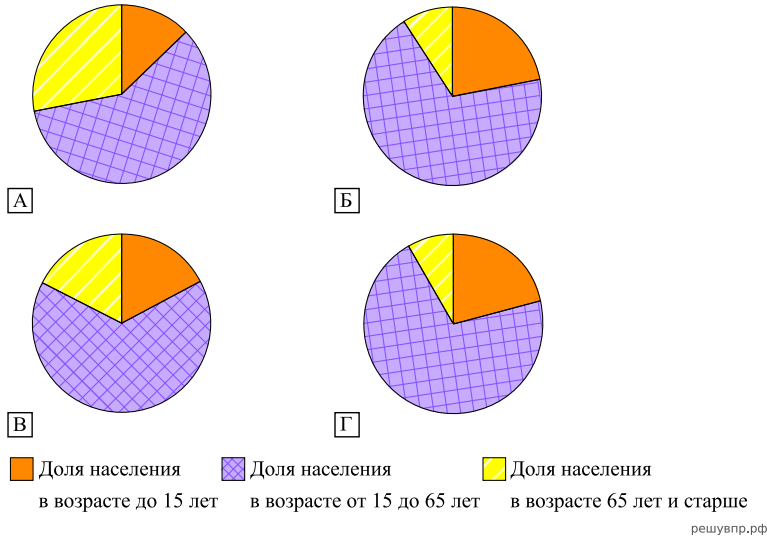 А
Б
В
Г
Доля населения
в возрасте до 15 лет
Доля населения
в возрасте от 15 до 65 лет
Доля населения
в возрасте 65 лет и старше
решувпр.рф